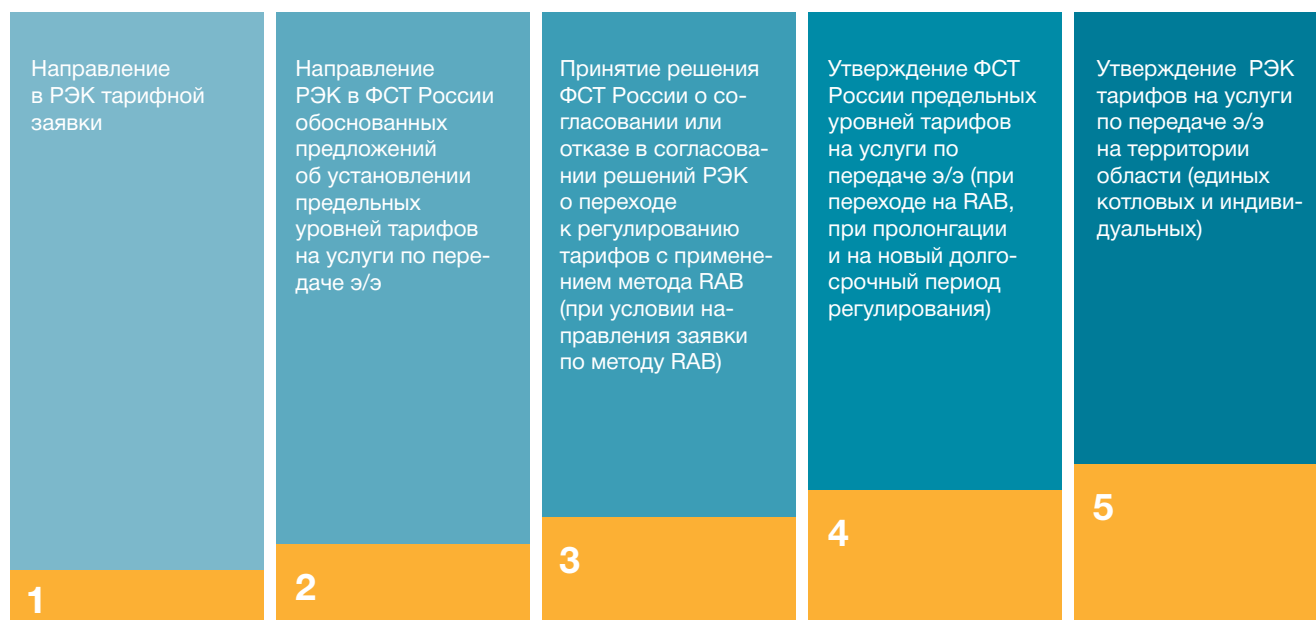 Направление
в РЭК тарифной
заявки
1
Направление
РЭК в ФСТ России
обоснованных
предложений
об установлении
предельных
уровней тарифов
на услуги по пере-
даче э/э
2
Принятие решения
ФСТ России о со-
гласовании или
отказе в согласова-
нии решений РЭК
о переходе
к регулированию
тарифов с примене-
нием метода RAB
(при условии на-
правления заявки
по методу RAB)
3
Утверждение ФСТ
России предельных
уровней тарифов
на услуги по
передаче э/э (при
переходе на RAB,
при пролонгации
и на новый долго-
срочный период
регулирования)
4
Утверждение РЭК
тарифов на услуги
по передаче э/э
на территории
области (единых
котловых и индиви-
дуальных)
5